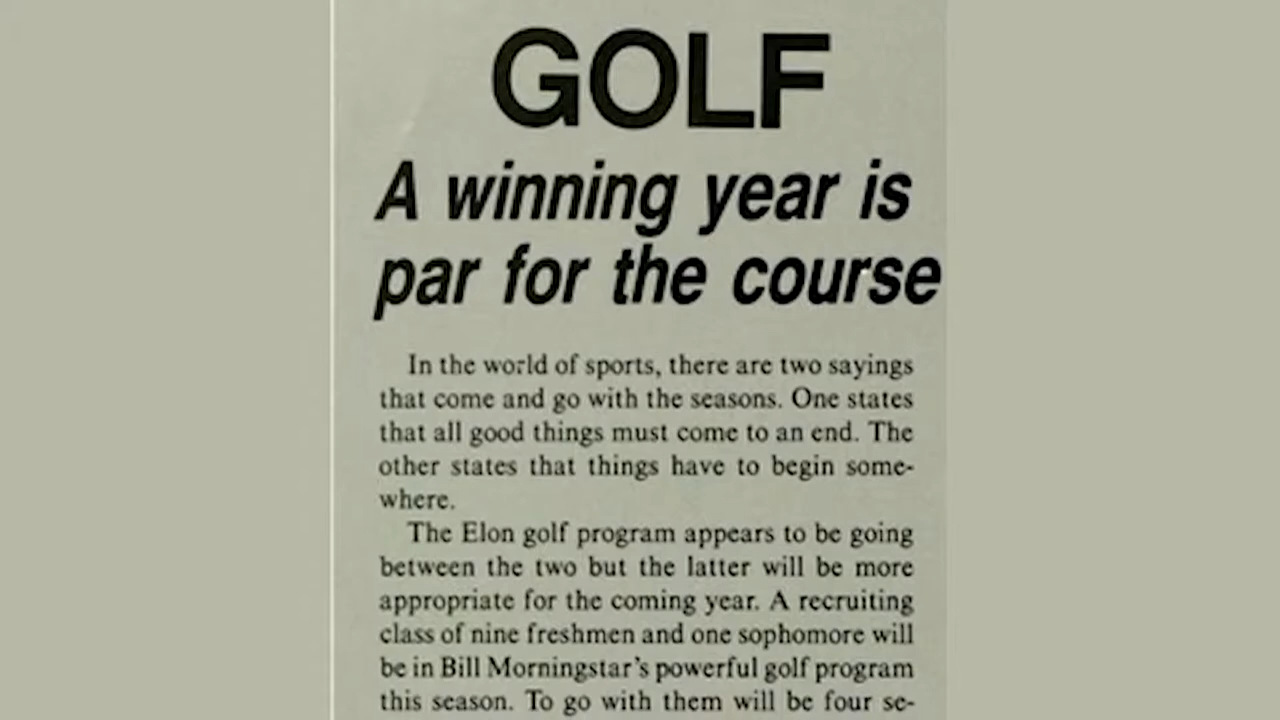 GOLF
A winning year is
par for the course
In the world of sports, there are two sayings
that come and go with the seasons. One states
that all good things must come to an end. The
other states that things have to begin some-
where.
The Elon golf program appears to be going
between the two but the latter will be more
appropriate for the coming year. A recruiting
class of nine freshmen and one sophomore will
be in Bill Morningstar's powerful golf program
this season. To go with them will be four se-